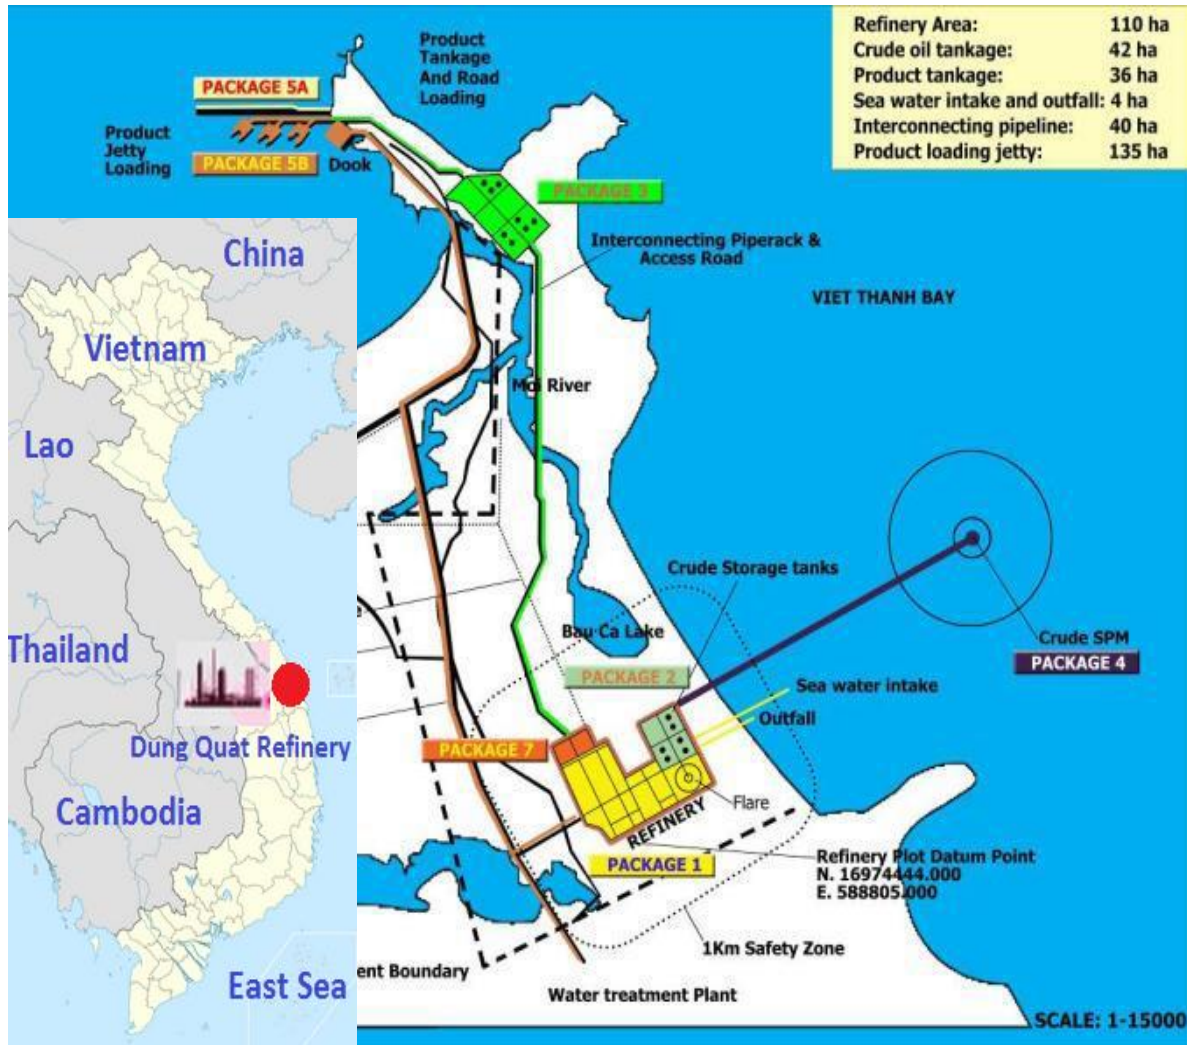 Refinery Area: 110 ha
Crude oil tankage: 42 ha
Product tankage: 36 ha
Sea water intake and outfall: 4 ha
Interconnecting pipeline: 40 ha
Product loading jetty: 135 ha
Product
Tankage
And Road
Loading
PACKAGE 5A
Product
Jetty
Loading
PACKAGE 5B
Dook
PACKAGE 3
Interconnecting Piperack &
Access Road
VIET THANH BAY
Moi River
Crude Storage tanks
Bau Ca Lake
Crude SPM
PACKAGE 4
PACKAGE 2
Sea water intake
Outfall
PACKAGE 7
Flare
REFINERY
PACKAGE 1
Refinery Plot Datum Point
N. 16974444.000
E. 588805.000
1Km Safety Zone
ent Boundary
Water treatment Plant
SCALE: 1-15000
China
Vietnam
Lao
Thailand
Dung Quat Refinery
Cambodia
East Sea